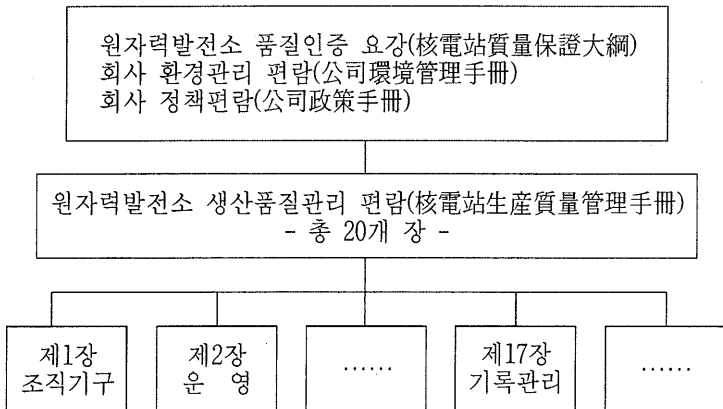 원자력발전소 품질인증 요강(核電站質量保證大綱)
회사 환경관리 편람(公司環境管理手冊)
회사 정책편람(公司政策手冊)
원자력발전소 생산품질관리 편람(核電站生産質量管理手冊)
- 총 20개 장 -
제1장
조직기구
제2장
운 영
……
제17장
기록관리
……